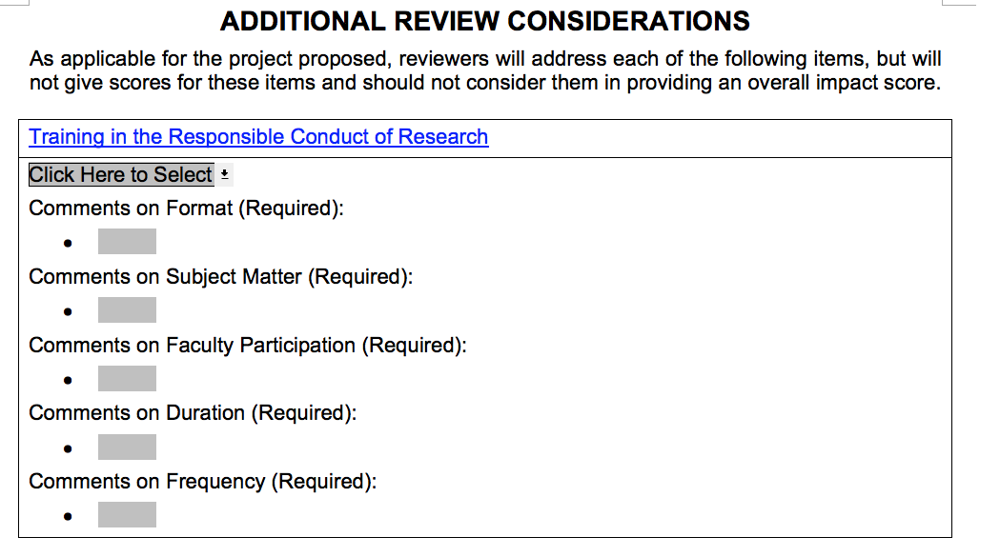 ADDITIONAL REVIEW CONSIDERATIONS
As applicable for the project proposed, reviewers will address each of the following items, but will
not give scores for these items and should not consider them in providing an overall impact score.
Training in the Responsible Conduct of Research
Click Here to Select
Comments on Format (Required):
Comments on Subject Matter (Required):
Comments on Faculty Participation (Required):
Comments on Duration (Required):
Comments on Frequency (Required):